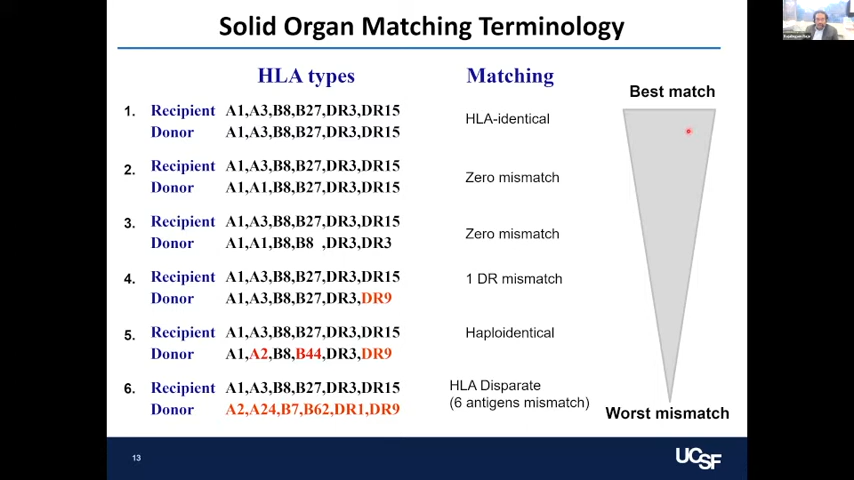 Solid Organ Matching Terminology
HLA types Matching
Best match
1. Recipient A1,A3,B8,B27,DR3,DR15
Donor A1,A3,B8,B27,DR3,DR15
HLA-identical
2. Recipient A1,A3,B8,B27,DR3,DR15
Donor A1,A1,B8,B27,DR3,DR15
Zero mismatch
3. Recipient A1,A3,B8,B27,DR3,DR15
Donor A1,A1,B8,B8 ,DR3,DR3
Zero mismatch
4. Recipient A1,A3,B8,B27,DR3,DR15
Donor A1,A3,B8,B27,DR3,DR9
1 DR mismatch
5. Recipient A1,A3,B8,B27,DR3,DR15
Donor A1,A2,B8,B44,DR3,DR9
Haploidentical
6. Recipient A1,A3,B8,B27,DR3,DR15
Donor A2,A24,B7,B62,DR1,DR9
HLA Disparate
(6 antigens mismatch)
Worst mismatch
13
UCSF